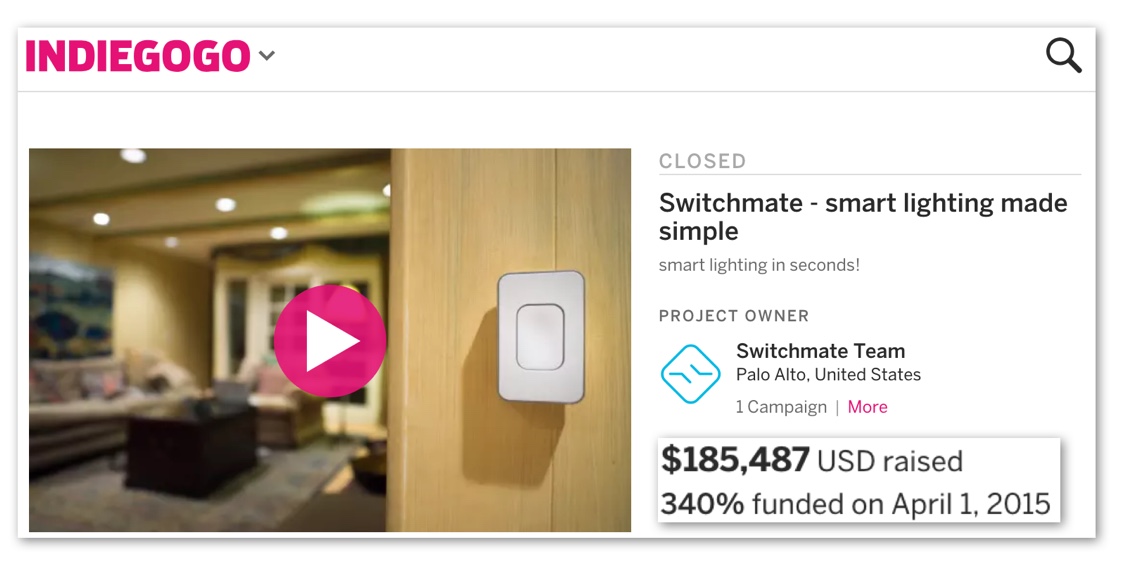 INDIEGOGO
CLOSED
Switchmate - smart lighting made
simple
smart lighting in seconds!
PROJECT OWNER
Switchmate Team
Palo Alto, United States
1 Campaign | More
$185,487 USD raised
340% funded on April 1, 2015